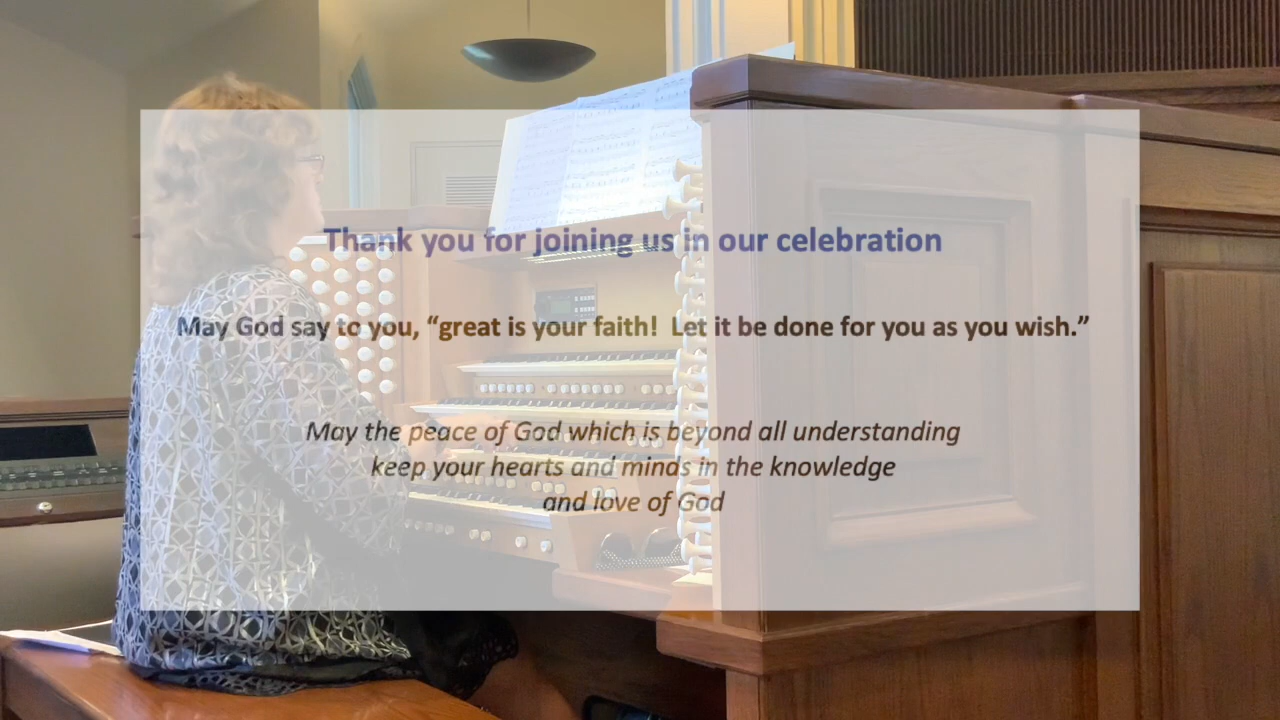 Thank you for joining us in our celebration
May God say to you, “great is your faith!  Let it be done for you as you wish.”
May the peace of God which is beyond all understanding
keep your hearts and minds in the knowledge
and love of God